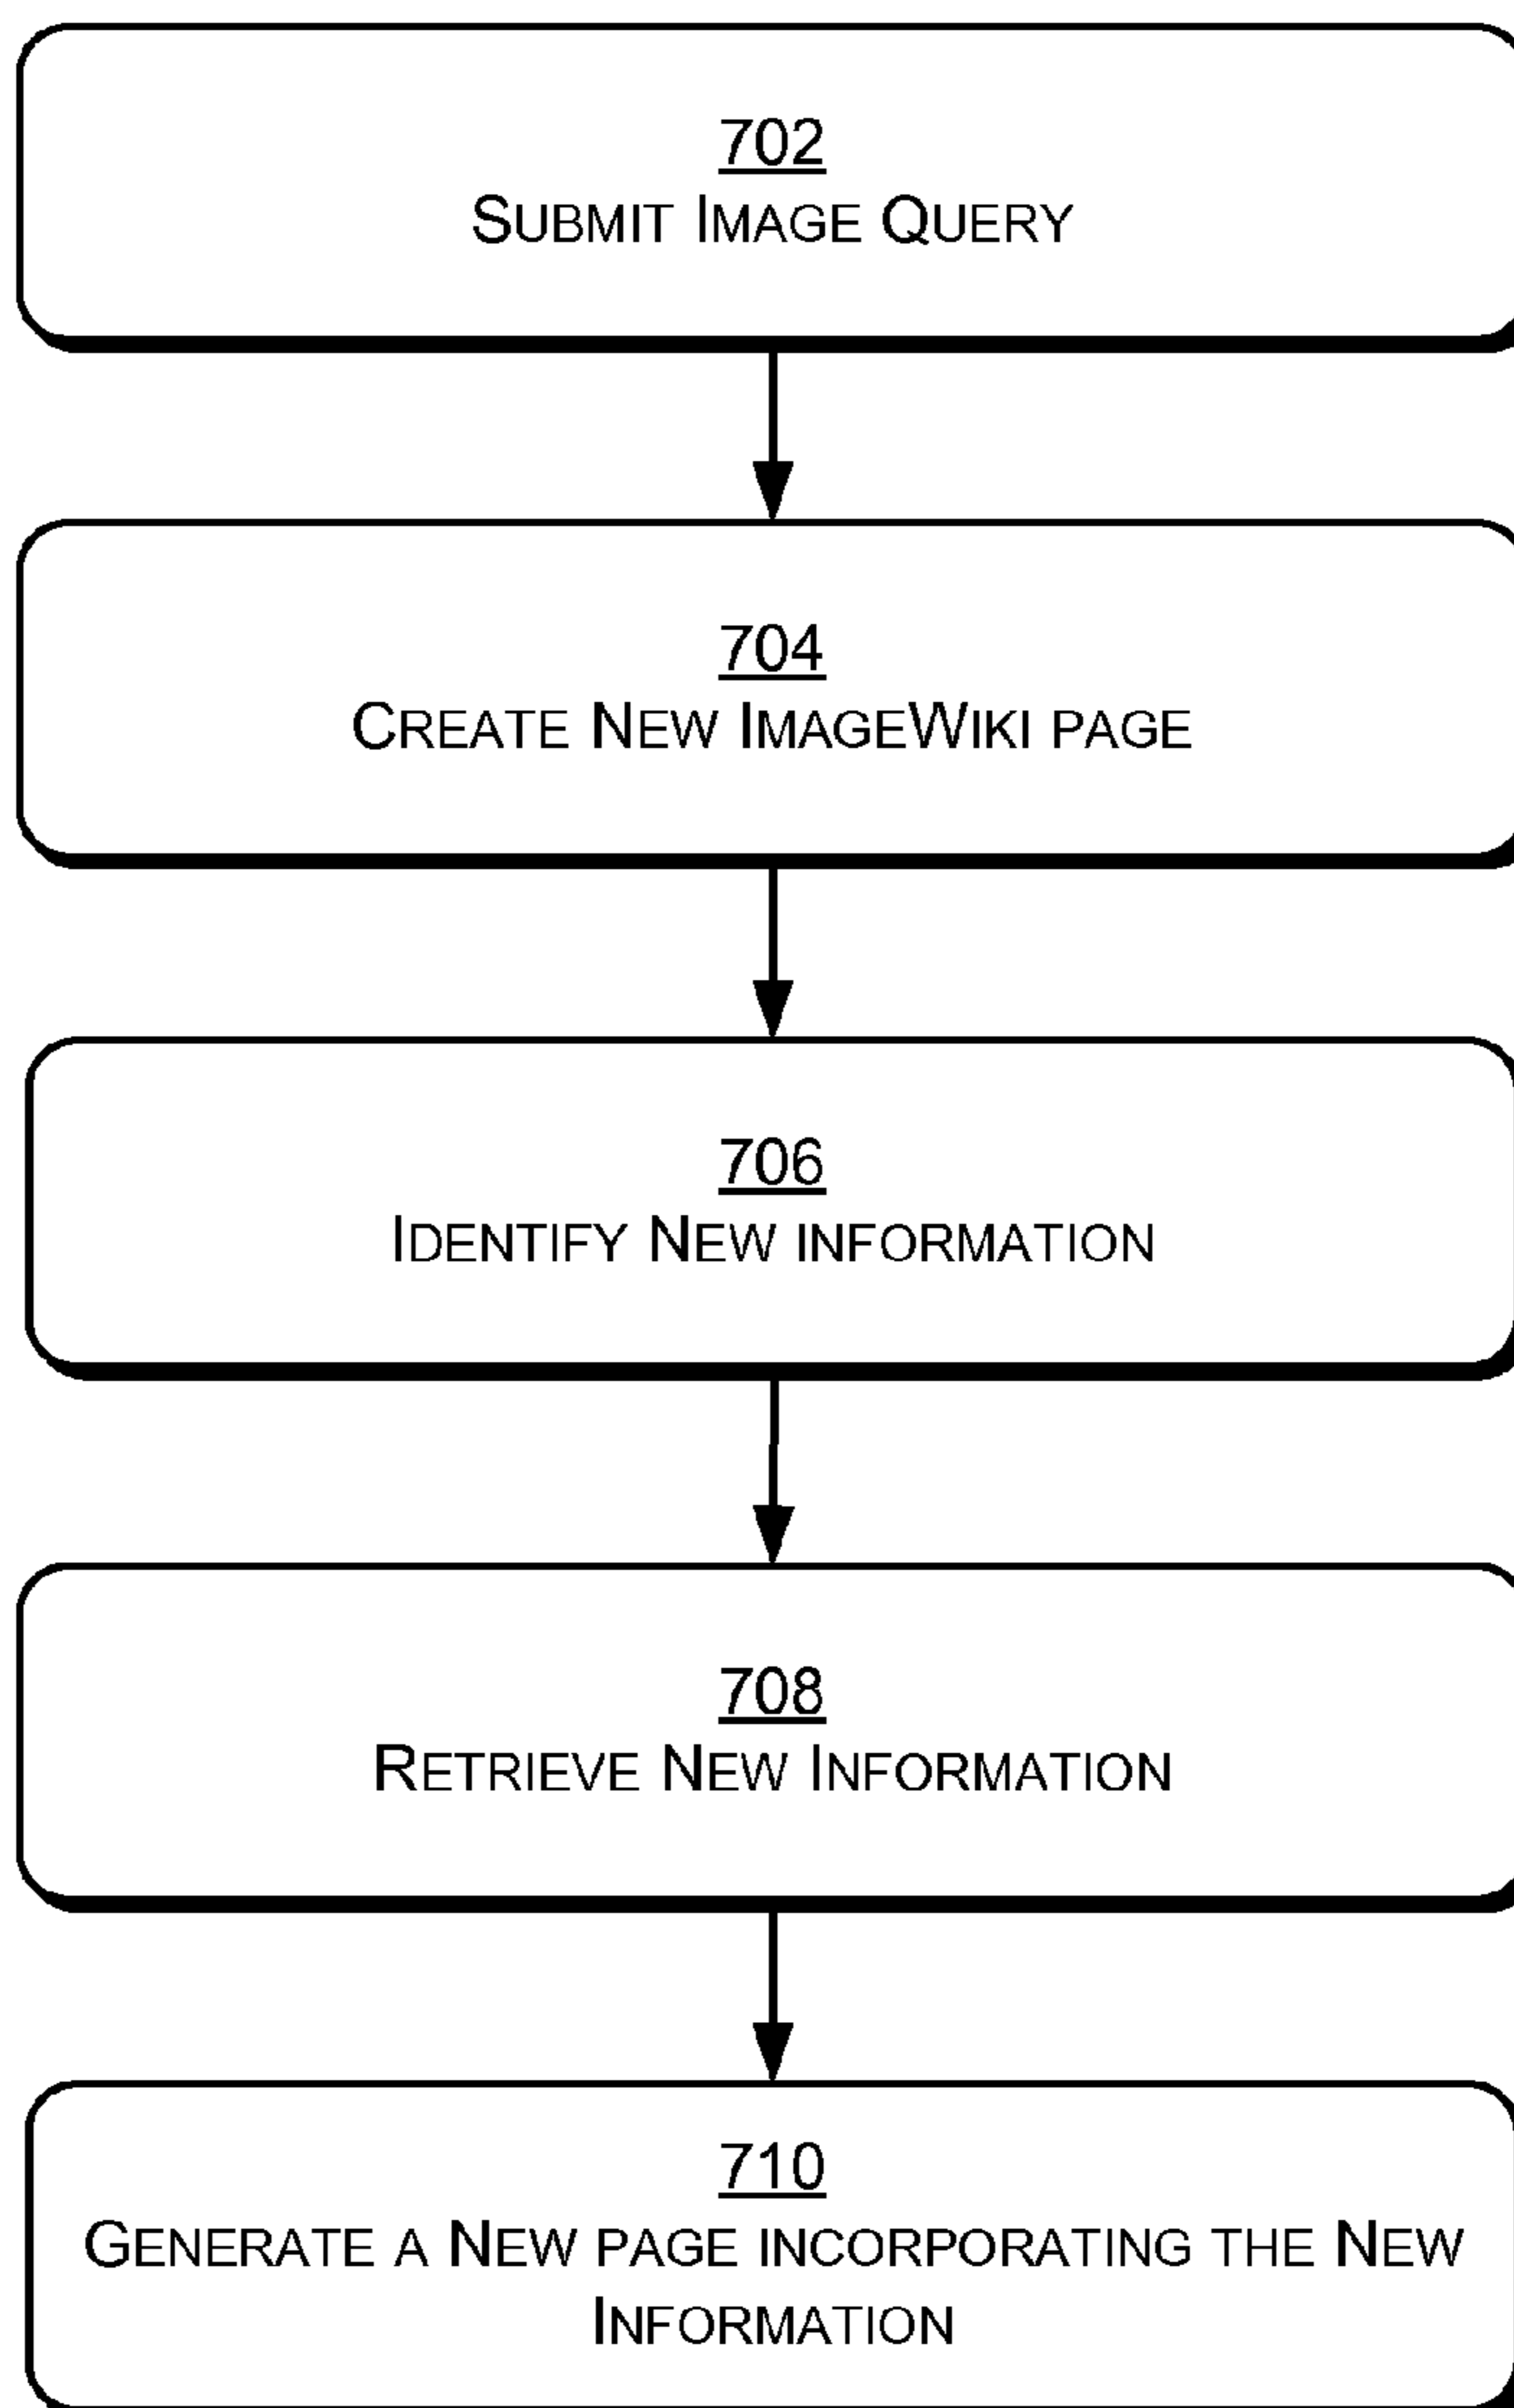 702
Submit Image Query
704
Create New ImageWiki page
706
Identify New information
708
Retrieve New Information
710
Generate a New page incorporating the New
Information